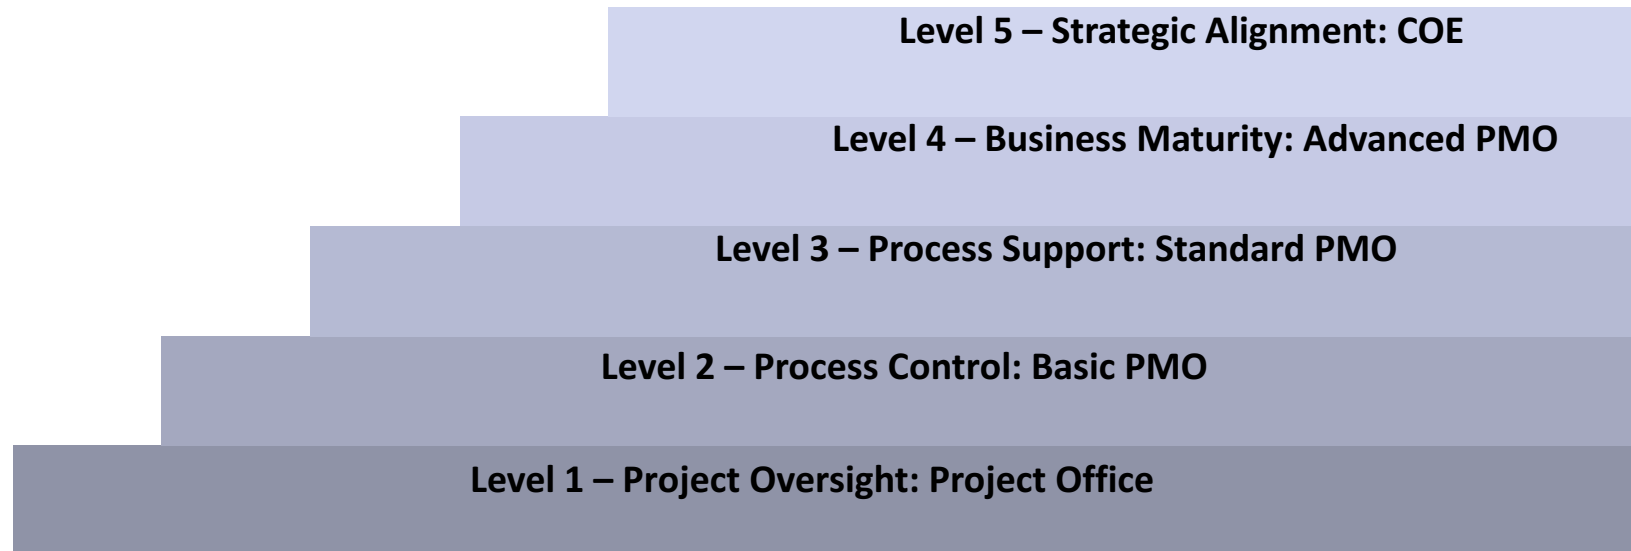 Level 5 – Strategic Alignment: COE
Level 4 – Business Maturity: Advanced PMO
Level 3 – Process Support: Standard PMO
Level 2 – Process Control: Basic PMO
Level 1 – Project Oversight: Project Office